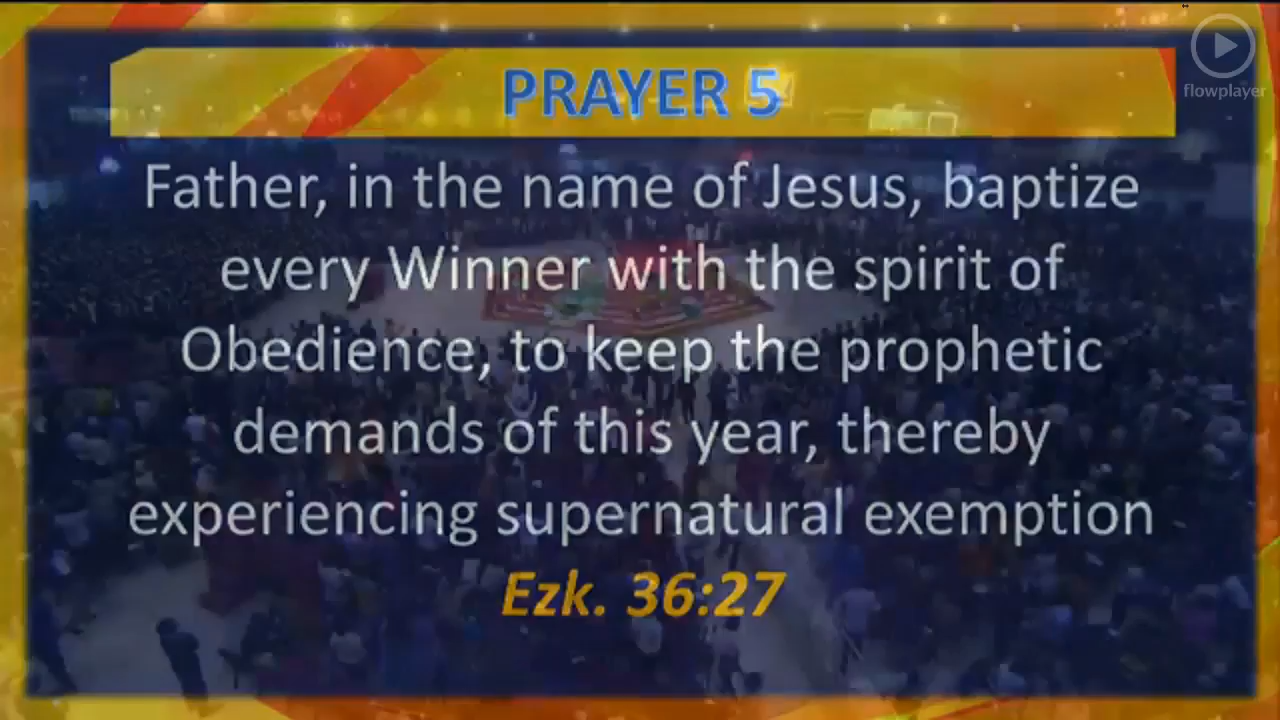 PRAYER 5
flowplayer
Father, in the name of Jesus, baptize
every Winner with the spirit of
Obedience, to keep the prophetic
demands of this year, thereby
experiencing supernatural exemption
Ezk. 36:27